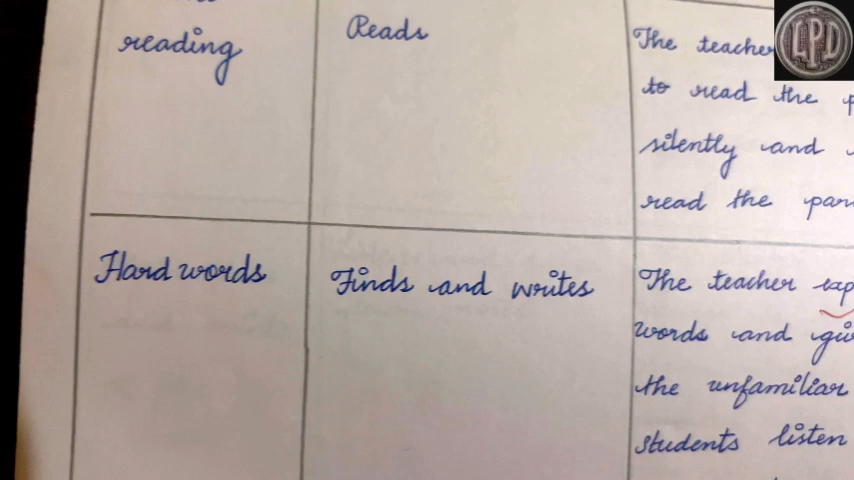 reading
Reads
The teacher
to read the
silently and
read the
Hard words
Finds and writes
The teacher
words and
the unfamiliar
students listen
LPD